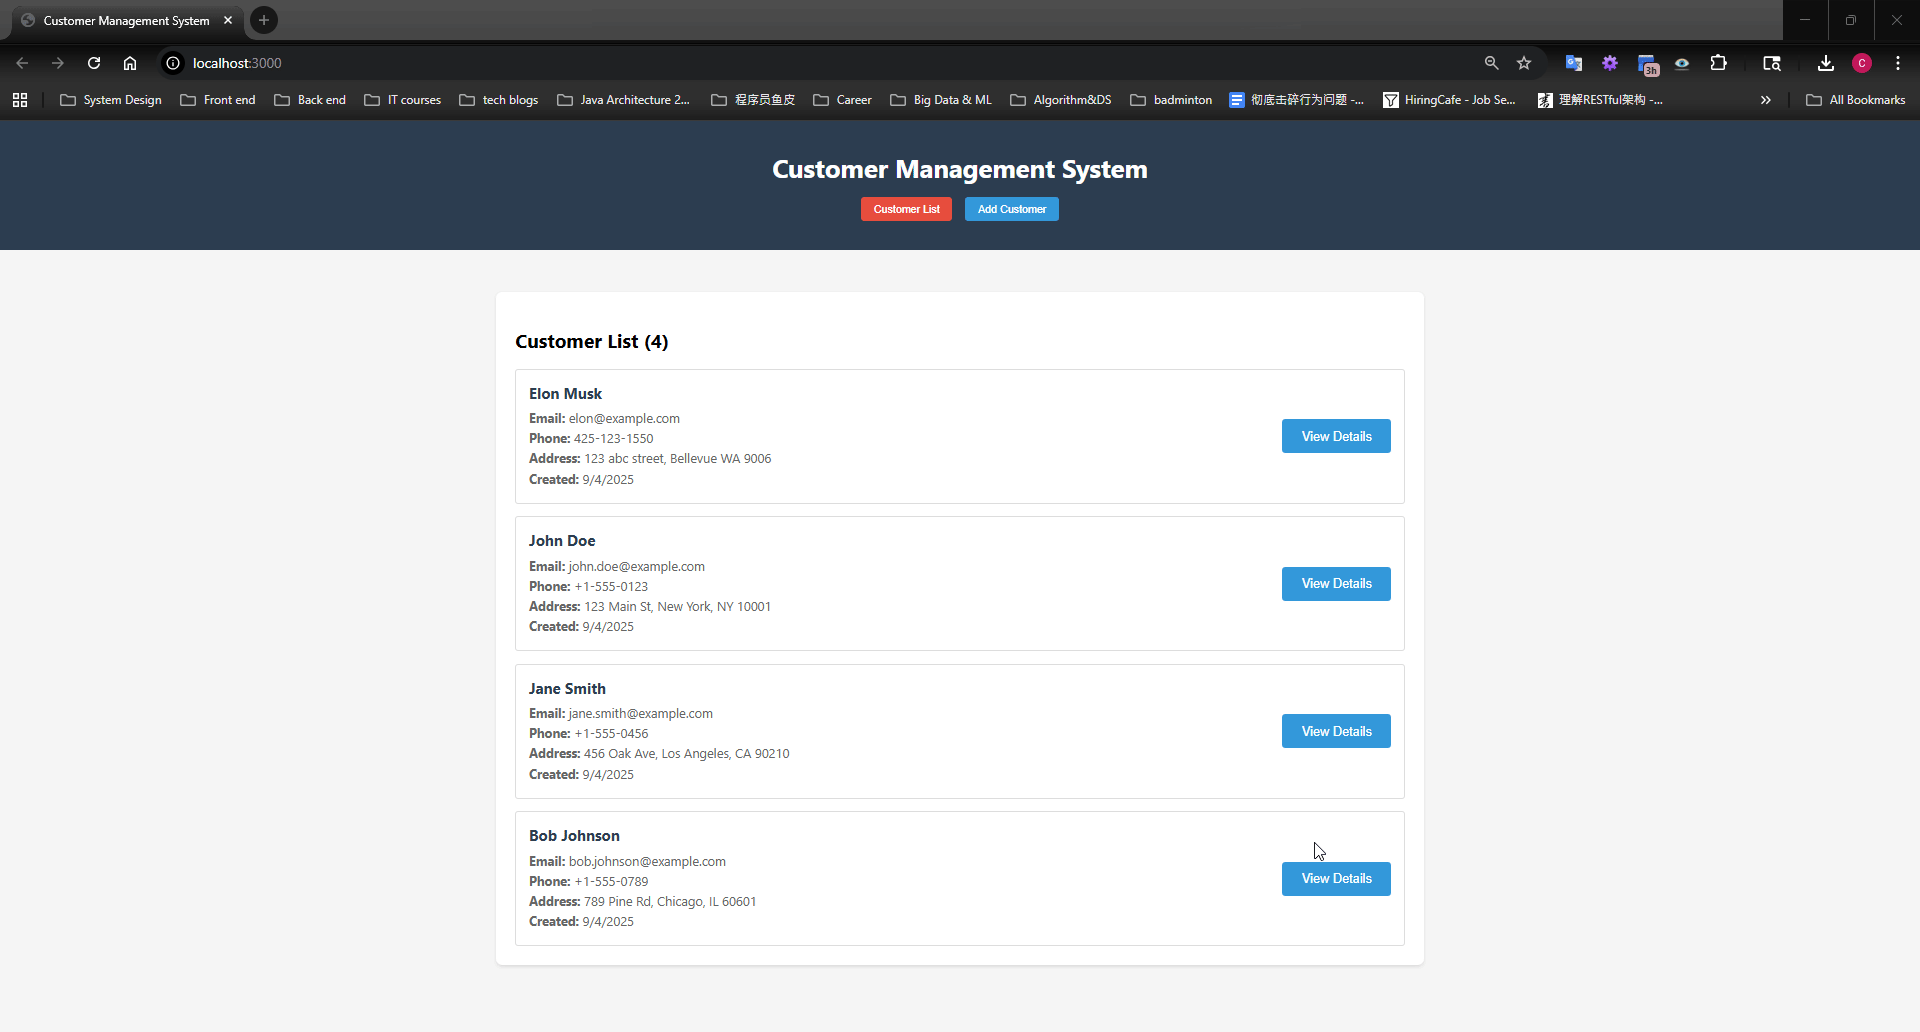 Customer Management System
localhost:3000
3h
C
System Design Front end Back end IT courses tech blogs Java Architecture 2... 程序员鱼皮 Career Big Data & ML Algorithm&DS badminton 彻底击碎行为问题 -... HiringCafe - Job Se... 理解RESTful架构 -... All Bookmarks
Customer Management System
Customer List Add Customer
Customer List (4)
Elon Musk
Email: elon@example.com
Phone: 425-123-1550
Address: 123 abc street, Bellevue WA 9006
Created: 9/4/2025
View Details
John Doe
Email: john.doe@example.com
Phone: +1-555-0123
Address: 123 Main St, New York, NY 10001
Created: 9/4/2025
View Details
Jane Smith
Email: jane.smith@example.com
Phone: +1-555-0456
Address: 456 Oak Ave, Los Angeles, CA 90210
Created: 9/4/2025
View Details
Bob Johnson
Email: bob.johnson@example.com
Phone: +1-555-0789
Address: 789 Pine Rd, Chicago, IL 60601
Created: 9/4/2025
View Details